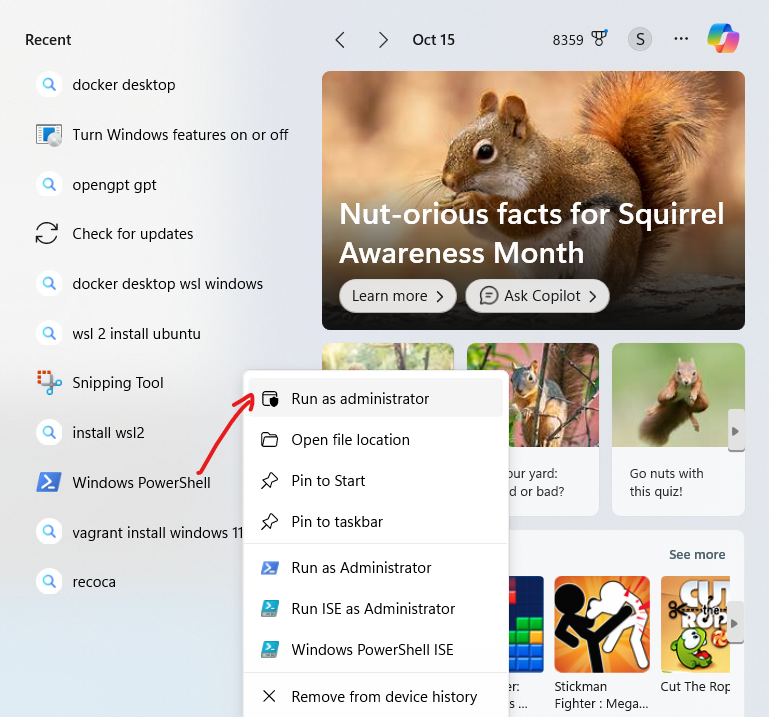 Recent
docker desktop
Turn Windows features on or off
opengpt gpt
Check for updates
docker desktop wsl windows
wsl 2 install ubuntu
Snipping Tool
install wsl2
Windows PowerShell
vagrant install windows 11
recoca
Oct 15
8359
S
Nut-orious facts for Squirrel
Awareness Month
Learn more
Ask Copilot
Run as administrator
Open file location
Pin to Start
Pin to taskbar
Run as Administrator
Run ISE as Administrator
Windows PowerShell ISE
Remove from device history
our yard:
or bad?
Go nuts with
this quiz!
See more
CUT
the
ROP
Stickman
Fighter : Mega...
Cut The Rop